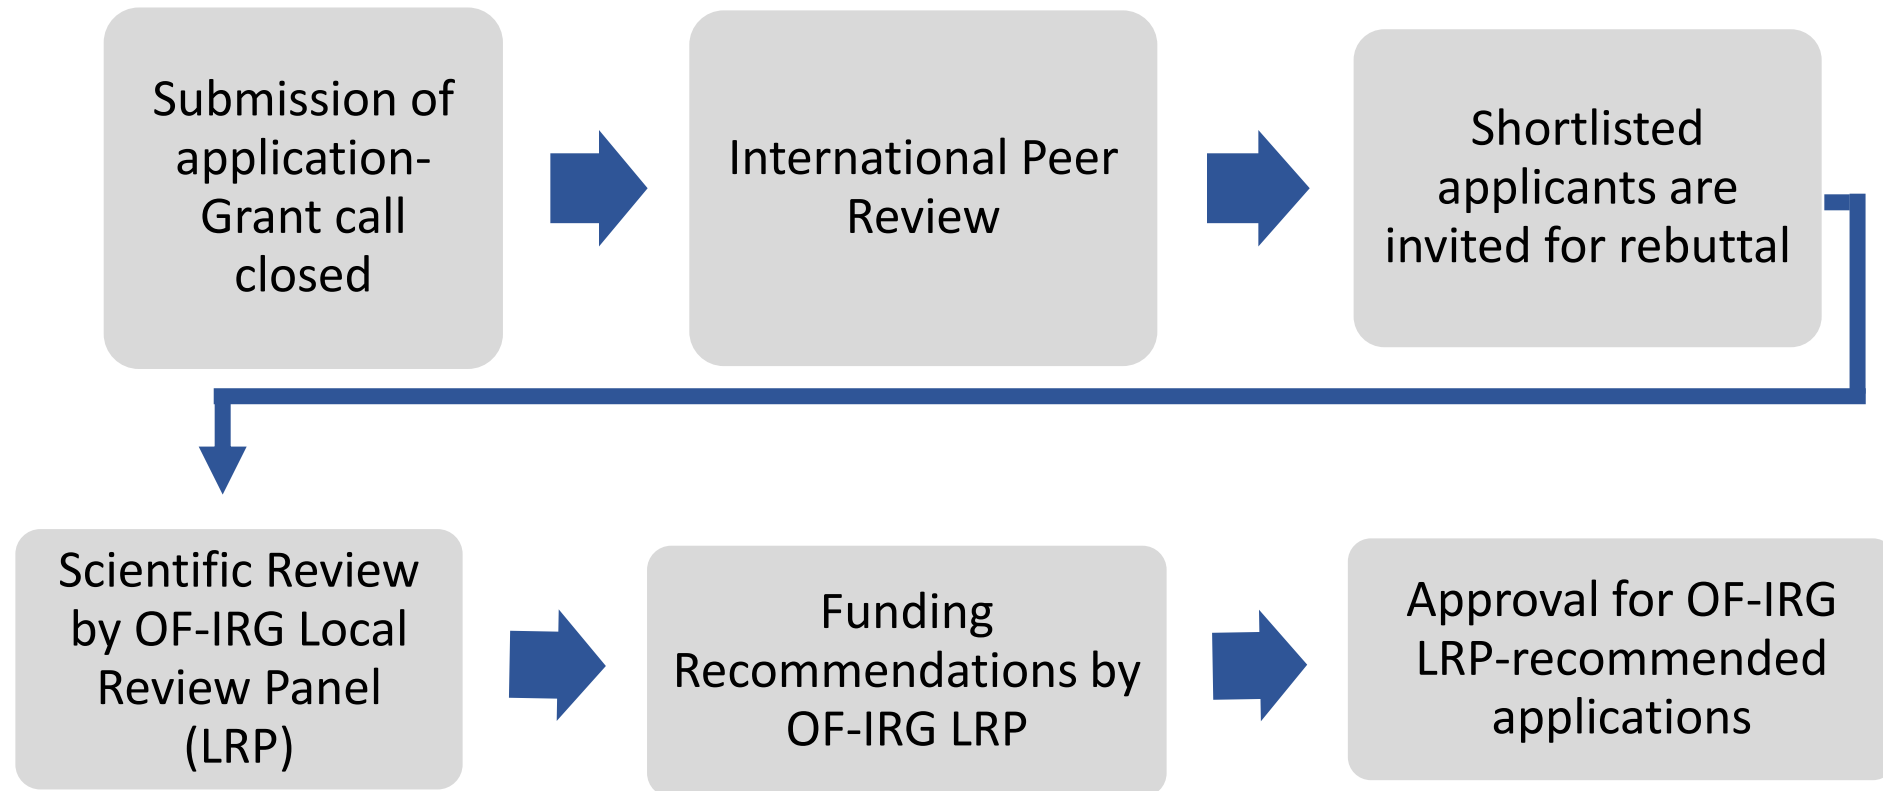 Submission of
application-
Grant call
closed
International Peer
Review
Shortlisted
applicants are
invited for rebuttal
Scientific Review
by OF-IRG Local
Review Panel
(LRP)
Funding
Recommendations by
OF-IRG LRP
Approval for OF-IRG
LRP-recommended
applications